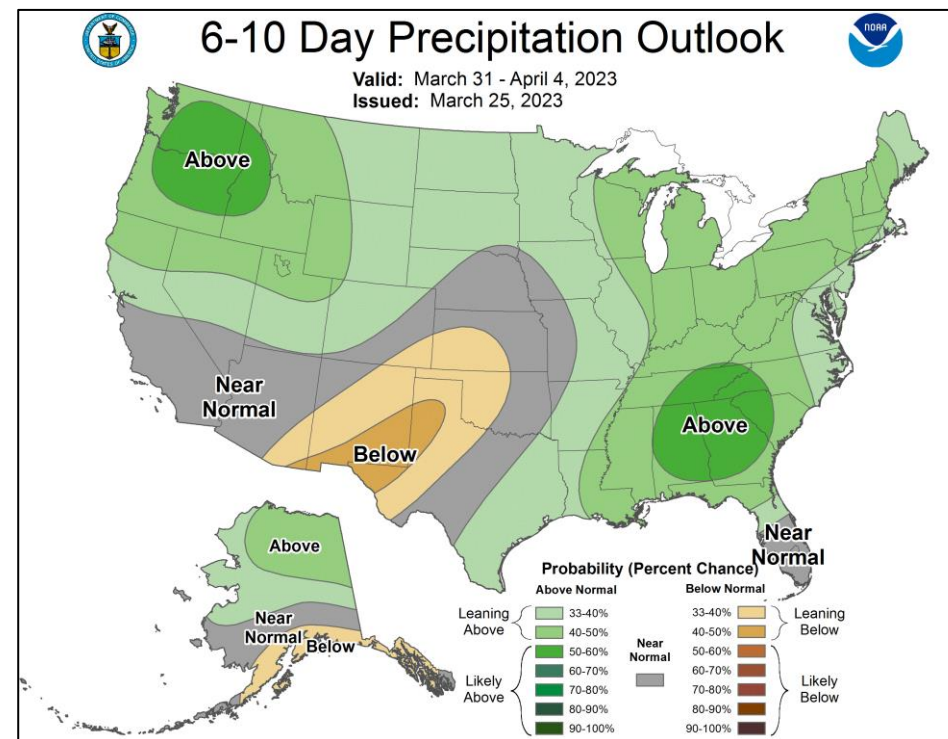 6-10 Day Precipitation Outlook
NOAA
Valid: March 31 - April 4, 2023
Issued: March 25, 2023
Above
Near
Normal
Below
Above
Near
Normal
Above
Near
Normal
Below
Probability (Percent Chance)
Above Normal
Below Normal
Leaning
Above
33-40%
40-50%
Likely
Above
50-60%
60-70%
70-80%
80-90%
90-100%
Near
Normal
33-40%
40-50%
Leaning
Below
50-60%
60-70%
70-80%
80-90%
90-100%
Likely
Below